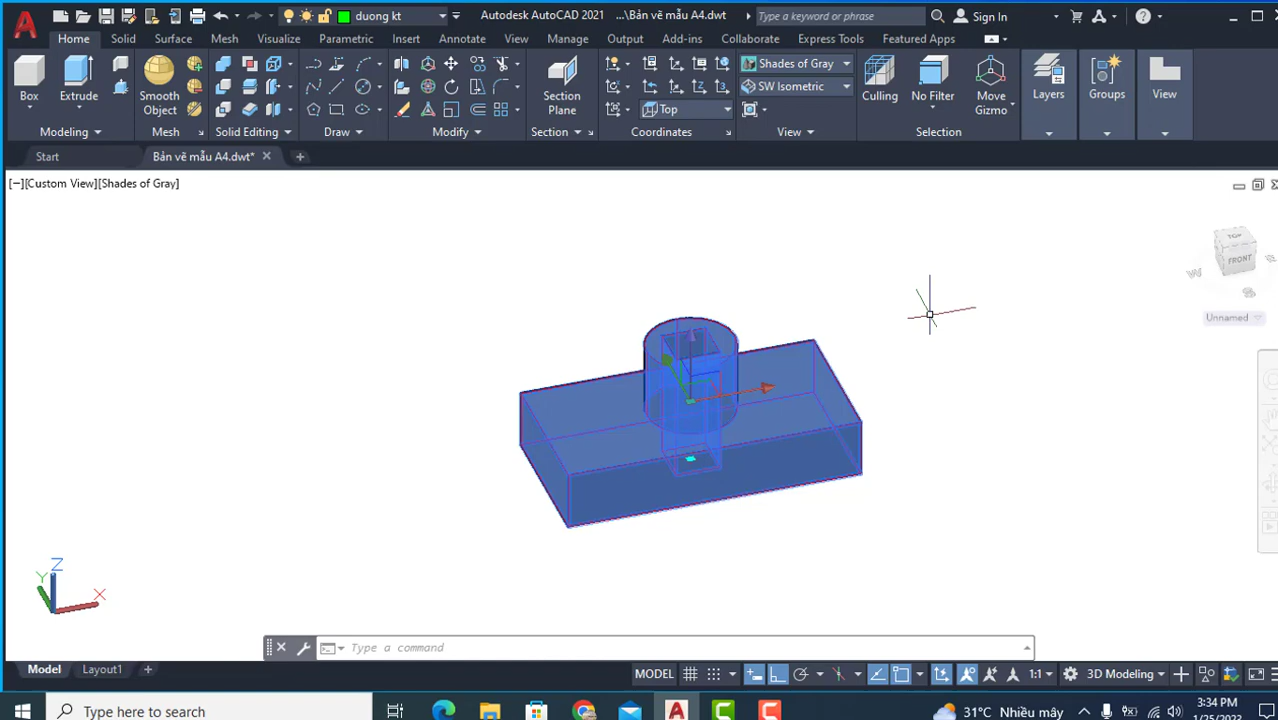 duong kt
Autodesk AutoCAD 2021 ...\Bản vẽ mẫu A4.dwt
Type a keyword or phrase
Sign In
Home Solid Surface Mesh Visualize Parametric Insert Annotate View Manage Output Add-ins Collaborate Express Tools Featured Apps
Box Extrude Smooth Object Section Plane Culling No Filter Move Gizmo Layers Groups View
Shades of Gray
SW Isometric
Top
Modeling Mesh Solid Editing Draw Modify Section Coordinates View Selection
Start Bản vẽ mẫu A4.dwt*
[−][Custom View][Shades of Gray]
TOP
FRONT
W
Unnamed
Z
Y
X
Type a command
Model Layout1 MODEL 1:1 3D Modeling
Type here to search
31°C Nhiều mây
3:34 PM